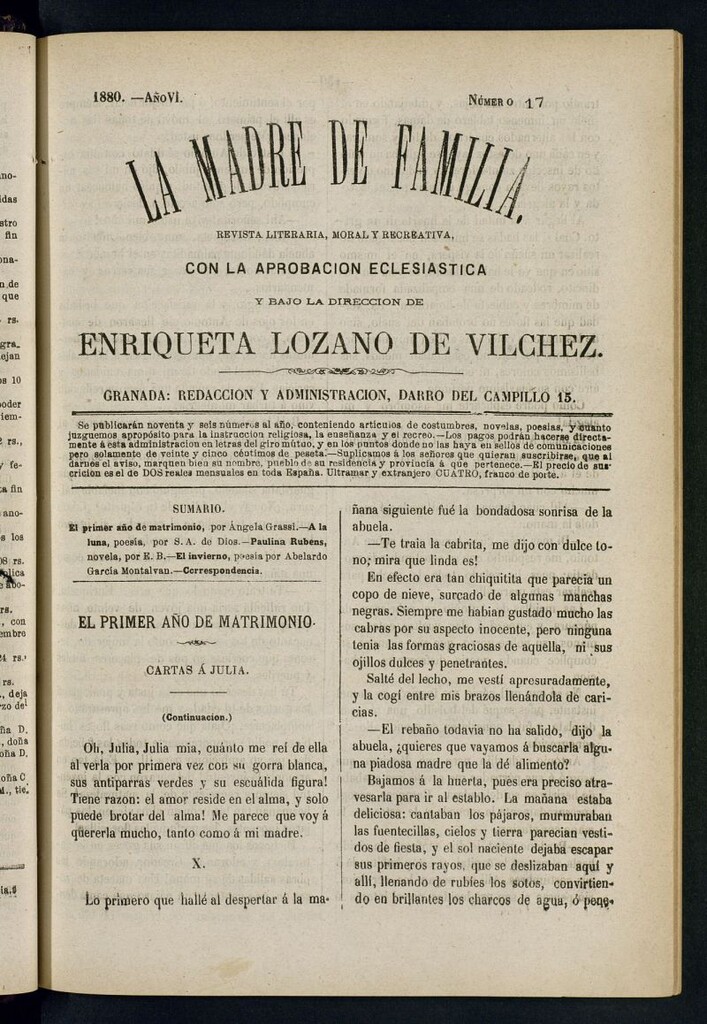 1880. —AñoVI.
Número 17
LA MADRE DE FAMILIA,
REVISTA LITERARIA, MORAL Y RECREATIVA,
CON LA APROBACION ECLESIASTICA
Y BAJO LA DIRECCION DE
ENRIQUETA LOZANO DE VILCHEZ.
GRANADA: REDACCION Y ADMINISTRACION, DARRO DEL CAMPILLO 15.
Se publicarán noventa y seis números al año, conteniendo artículos de costumbres, novelas, poesías, y cuanto
juzguemos apropósito para la instruccion religiosa, la enseñanza y el recreo.—Los pagos podrán hacerse directa-
mente á esta administracion en letras del giro mútuo, y en los puntos donde no las haya en sellos de comunicaciones
pero solamente de veinte y cinco céntimos de peseta.—Suplicamos á los señores que quieran suscribirse, que al
darnos el aviso, marquen bien su nombre, pueblo de su residencia y provincia á que pertenece.—El precio de sus-
cricion es el de DOS reales mensuales en toda España. Ultramar y extranjero CUATRO, franco de porte.
SUMARIO.
El primer año de matrimonio, por Angela Grassi.—A la
luna, poesía, por S. A. de Dios.—Paulina Rubens,
novela, por E. B.—El invierno, poesia por Abelardo
García Montalvan.—Correspondencia.
EL PRIMER AÑO DE MATRIMONIO.
CARTAS Á JULIA.
(Continuacion.)
Oh, Julia, Julia mia, cuánto me reí de ella
al verla por primera vez con su gorra blanca,
sus antiparras verdes y su escuálida figura!
Tiene razon: el amor reside en el alma, y solo
puede brotar del alma! Me parece que voy á
quererla mucho, tanto como á mi madre.
X.
Lo primero que hallé al despertar á la ma-
ñana siguiente fué la bondadosa sonrisa de la
abuela.
—Te traia la cabrita, me dijo con dulce to-
no; mira que linda es!
En efecto era tan chiquitita que parecia un
copo de nieve, surcado de algunas manchas
negras. Siempre me habian gustado mucho las
cabras por su aspecto inocente, pero ninguna
tenia las formas graciosas de aquella, ni sus
ojillos dulces y penetrantes.
Salté del lecho, me vestí apresuradamente,
y la cogí entre mis brazos llenándola de cari-
cias.
—El rebaño todavia no ha salido, dijo la
abuela, ¿quieres que vayamos á buscarla algu-
na piadosa madre que la dé alimento?
Bajamos á la huerta, pues era preciso atra-
vesarla para ir al establo. La mañana estaba
deliciosa: cantaban los pájaros, murmuraban
las fuentecillas, cielos y tierra parecian vesti-
dos de fiesta, y el sol naciente dejaba escapar
sus primeros rayos, que se deslizaban aquí y
allí, llenando de rubíes los sotos, convirtien-
do en brillantes los charcos de agua, ó pene-